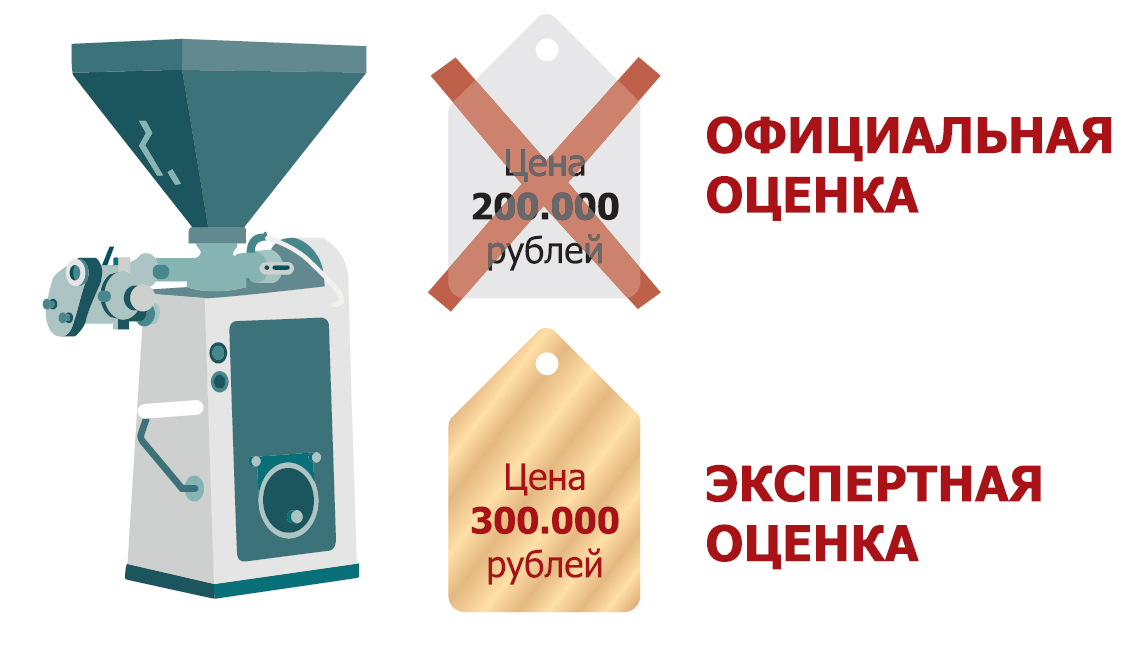 Цена
200.000
рублей
ОФИЦИАЛЬНАЯ
ОЦЕНКА
Цена
300.000
рублей
ЭКСПЕРТНАЯ
ОЦЕНКА